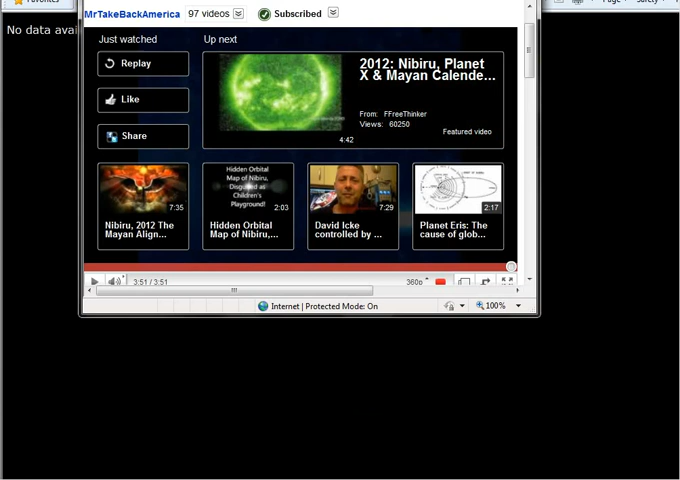 Favorites
Page
Safety
No data avai
MrTakeBackAmerica 97 videos Subscribed
Just watched Up next
Replay
Like
Share
2012: Nibiru, Planet
X & Mayan Calende...
From: FFreeThinker
Views: 60250
Featured video
4:42
7:35
Nibiru, 2012 The
Mayan Align...
Hidden Orbital
Map of Nibiru,
Disguised as
Children's
Playground!
2:03
Hidden Orbital
Map of Nibiru,...
7:29
David Icke
controlled by ...
2:17
Planet Eris: The
cause of glob...
3:51 / 3:51 360p
Internet | Protected Mode: On 100%